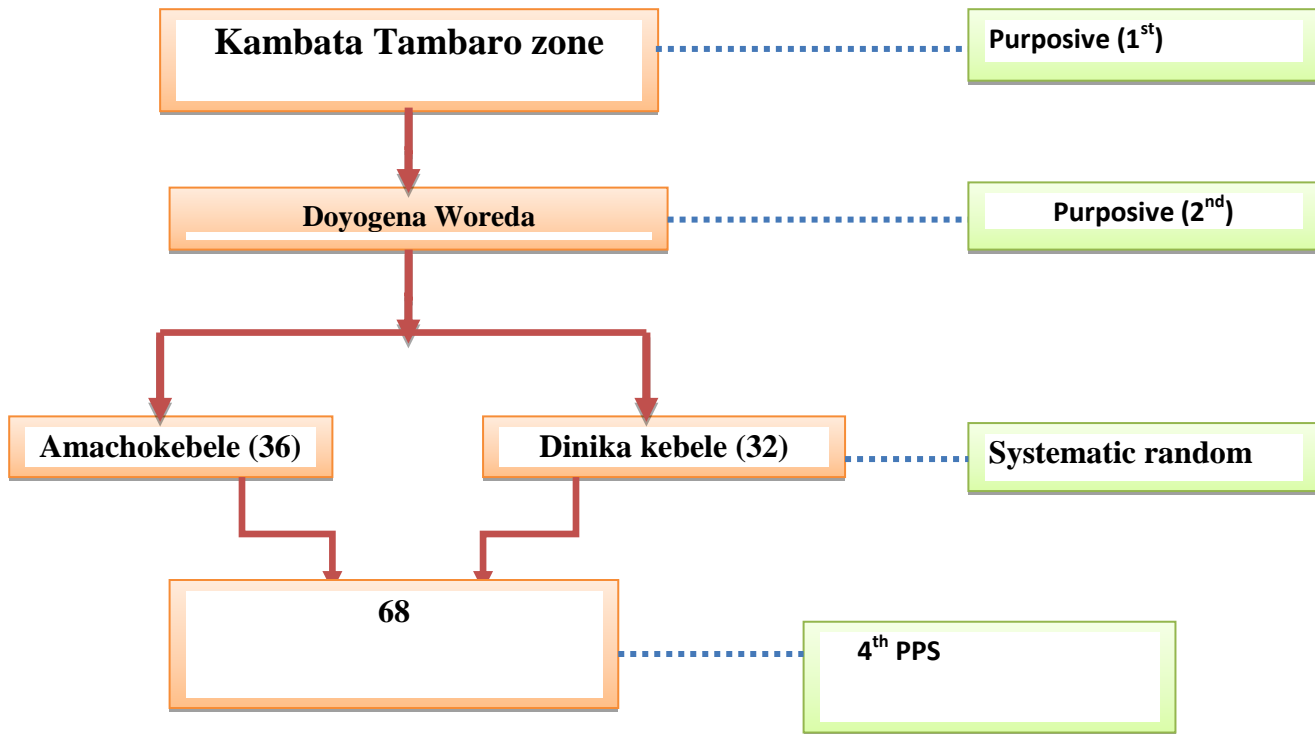 Kambata Tambaro zone
Purposive (1st)
Doyogena Woreda
Purposive (2nd)
Amachokebele (36)
Dinika kebele (32)
Systematic random
68
4th PPS